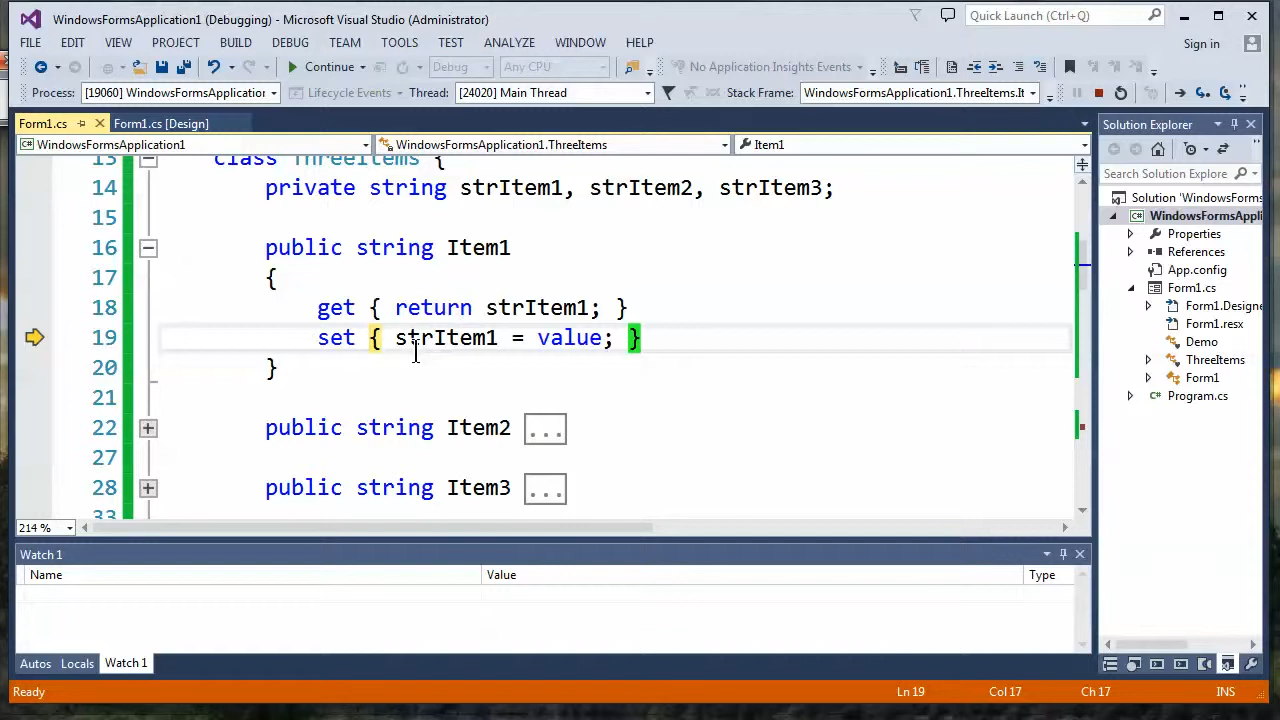 WindowsFormsApplication1 (Debugging) - Microsoft Visual Studio (Administrator)
Quick Launch (Ctrl+Q)
FILE EDIT VIEW PROJECT BUILD DEBUG TEAM TOOLS TEST ANALYZE WINDOW HELP
Sign in
Continue Debug Any CPU No Application Insights Events
Process: [19060] WindowsFormsApplication Lifecycle Events Thread: [24020] Main Thread Stack Frame: WindowsFormsApplication1.ThreeItems.It
Form1.cs Form1.cs [Design]
WindowsFormsApplication1 WindowsFormsApplication1.ThreeItems Item1
13 class ThreeItems {
14 private string strItem1, strItem2, strItem3;
15
16 public string Item1
17 {
18 get { return strItem1; }
19 set { strItem1 = value; }
20 }
21
22 public string Item2 ...
27
28 public string Item3 ...
33
214 %
Watch 1
Name Value Type
Autos Locals Watch 1
Solution Explorer
Search Solution Explore
Solution 'WindowsForms
WindowsFormsAppli
Properties
References
App.config
Form1.cs
Form1.Designe
Form1.resx
Demo
ThreeItems
Form1
Program.cs
Ready Ln 19 Col 17 Ch 17 INS